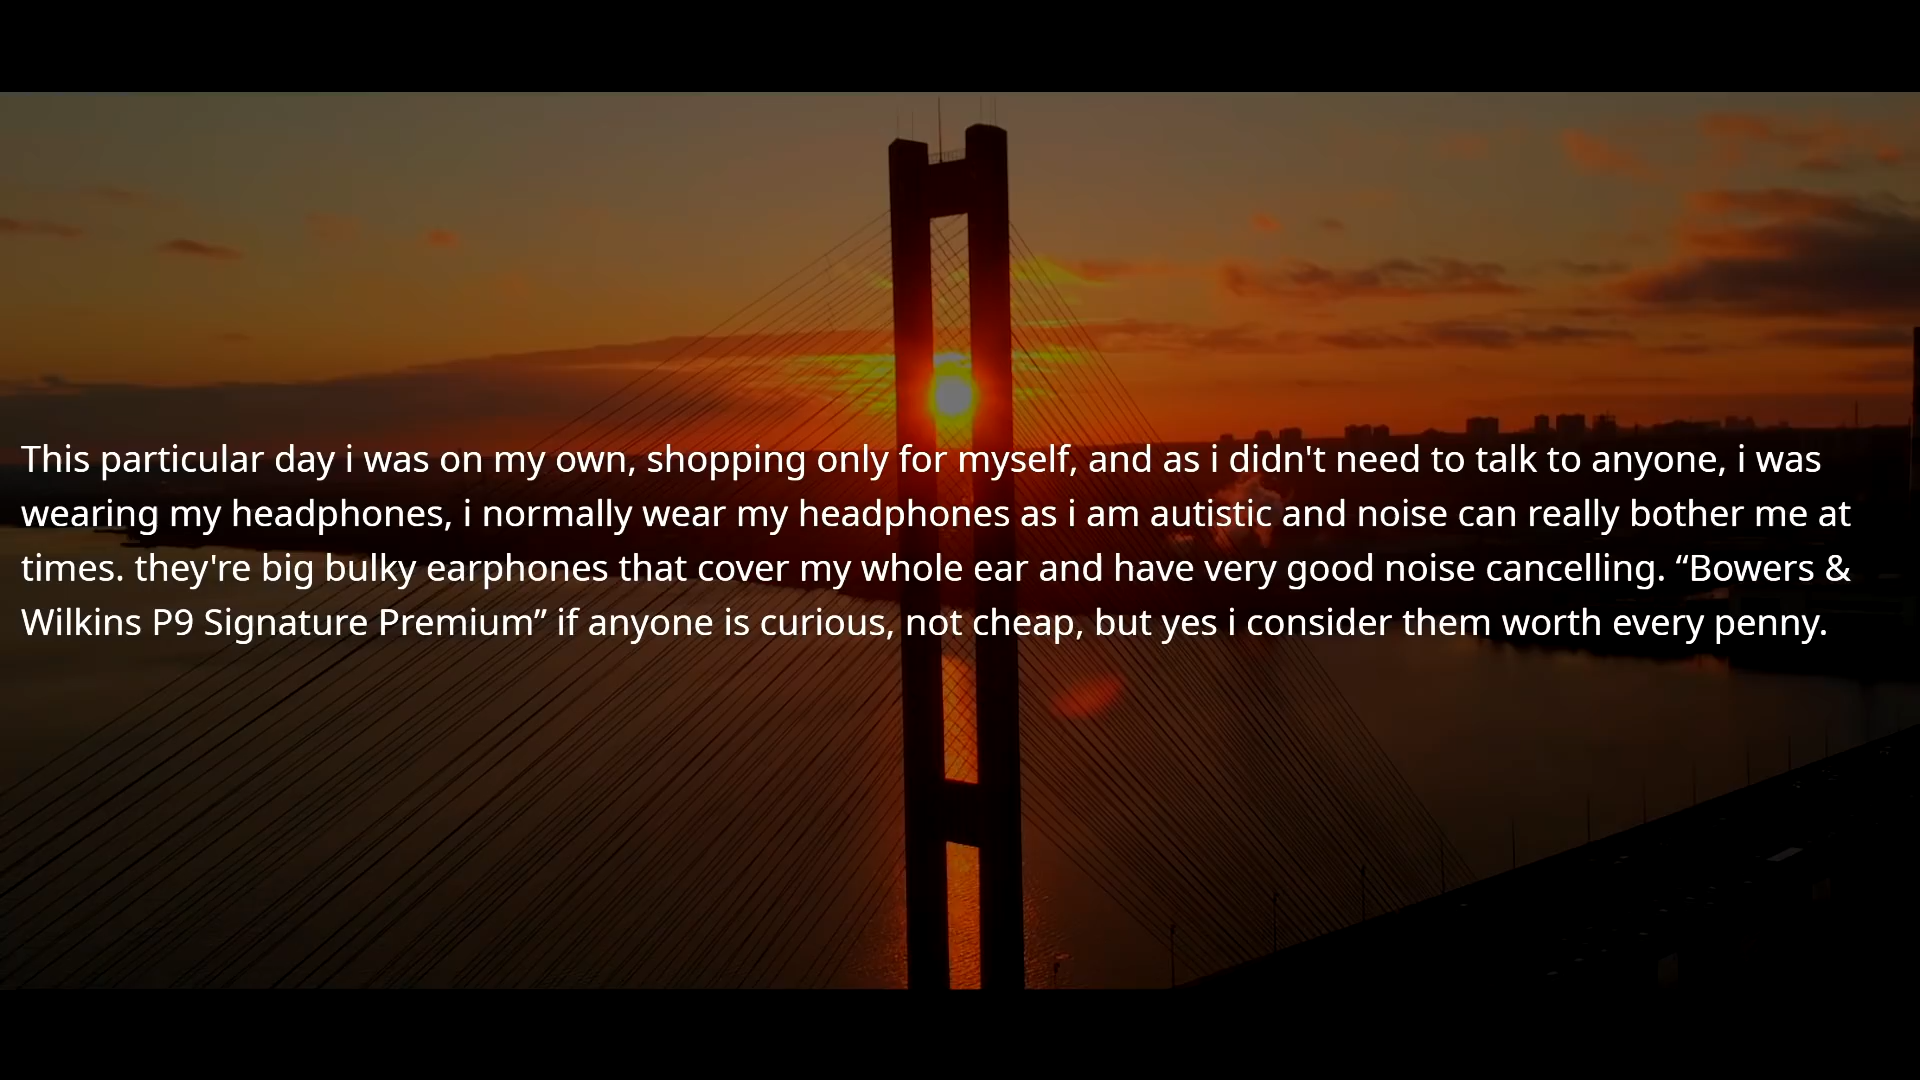 This particular day i was on my own, shopping only for myself, and as i didn't need to talk to anyone, i was
wearing my headphones, i normally wear my headphones as i am autistic and noise can really bother me at
times. they're big bulky earphones that cover my whole ear and have very good noise cancelling. “Bowers &
Wilkins P9 Signature Premium” if anyone is curious, not cheap, but yes i consider them worth every penny.